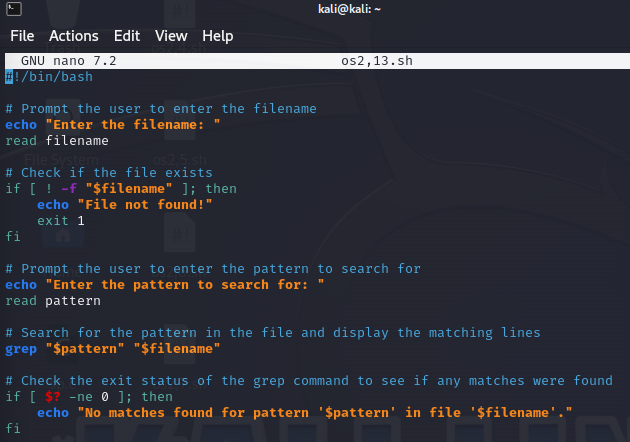 kali@kali: ~
File Actions Edit View Help
GNU nano 7.2 os2,13.sh
#!/bin/bash
# Prompt the user to enter the filename
echo "Enter the filename: "
read filename
# Check if the file exists
if [ ! -f "$filename" ]; then
    echo "File not found!"
    exit 1
fi
# Prompt the user to enter the pattern to search for
echo "Enter the pattern to search for: "
read pattern
# Search for the pattern in the file and display the matching lines
grep "$pattern" "$filename"
# Check the exit status of the grep command to see if any matches were found
if [ $? -ne 0 ]; then
    echo "No matches found for pattern '$pattern' in file '$filename'."
fi